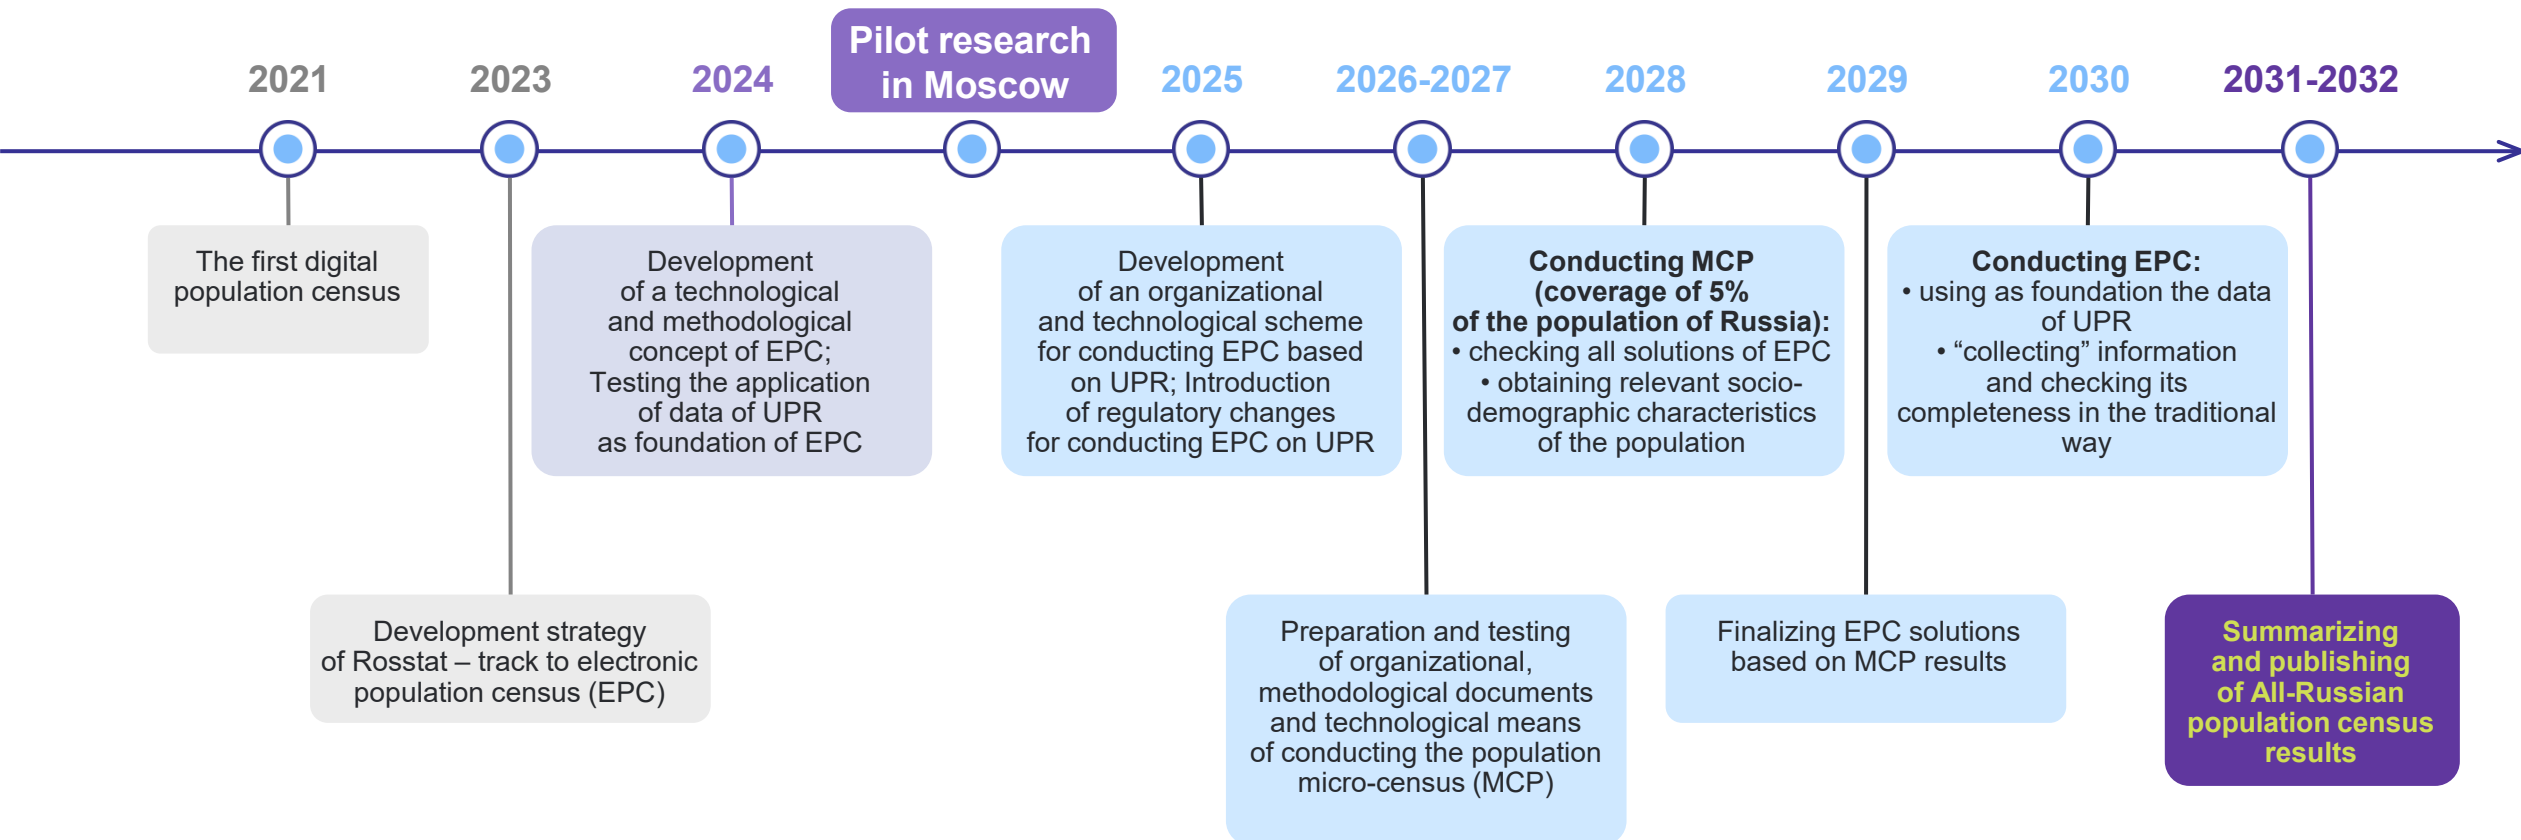 Pilot research
in Moscow
2021
2023
2024
2025
2026-2027
2028
2029
2030
2031-2032
The first digital
population census
Development
of a technological
and methodological
concept of EPC;
Testing the application
of data of UPR
as foundation of EPC
Development
of an organizational
and technological scheme
for conducting EPC based
on UPR; Introduction
of regulatory changes
for conducting EPC on UPR
Conducting MCP
(coverage of 5%
of the population of Russia):
• checking all solutions of EPC
• obtaining relevant socio-
demographic characteristics
of the population
Conducting EPC:
• using as foundation the data
of UPR
• “collecting” information
and checking its
completeness in the traditional
way
Development strategy
of Rosstat – track to electronic
population census (EPC)
Preparation and testing
of organizational,
methodological documents
and technological means
of conducting the population
micro-census (MCP)
Finalizing EPC solutions
based on MCP results
Summarizing
and publishing
of All-Russian
population census
results